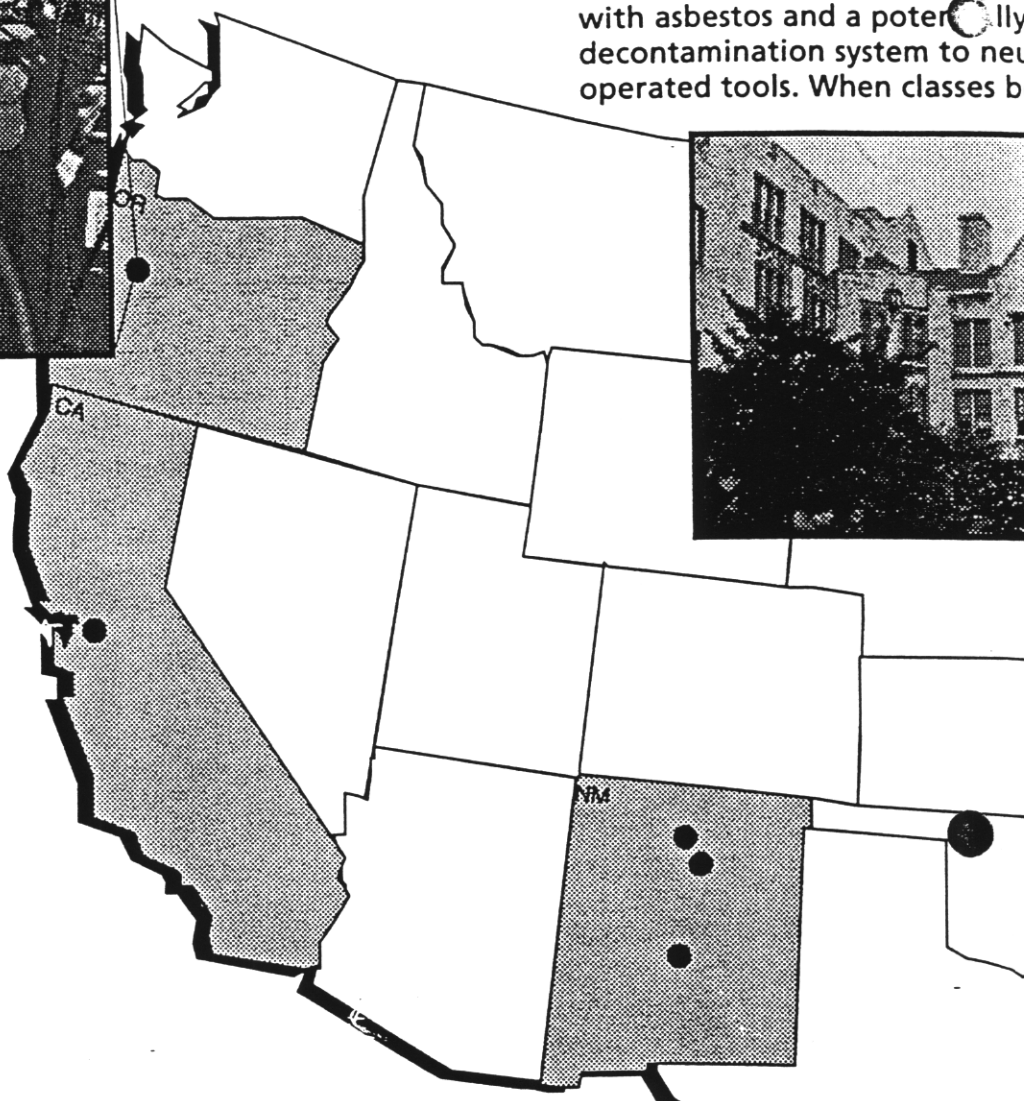 with asbestos and a poten lly
decontamination system to neu
operated tools. When classes b
OR
CA
NM